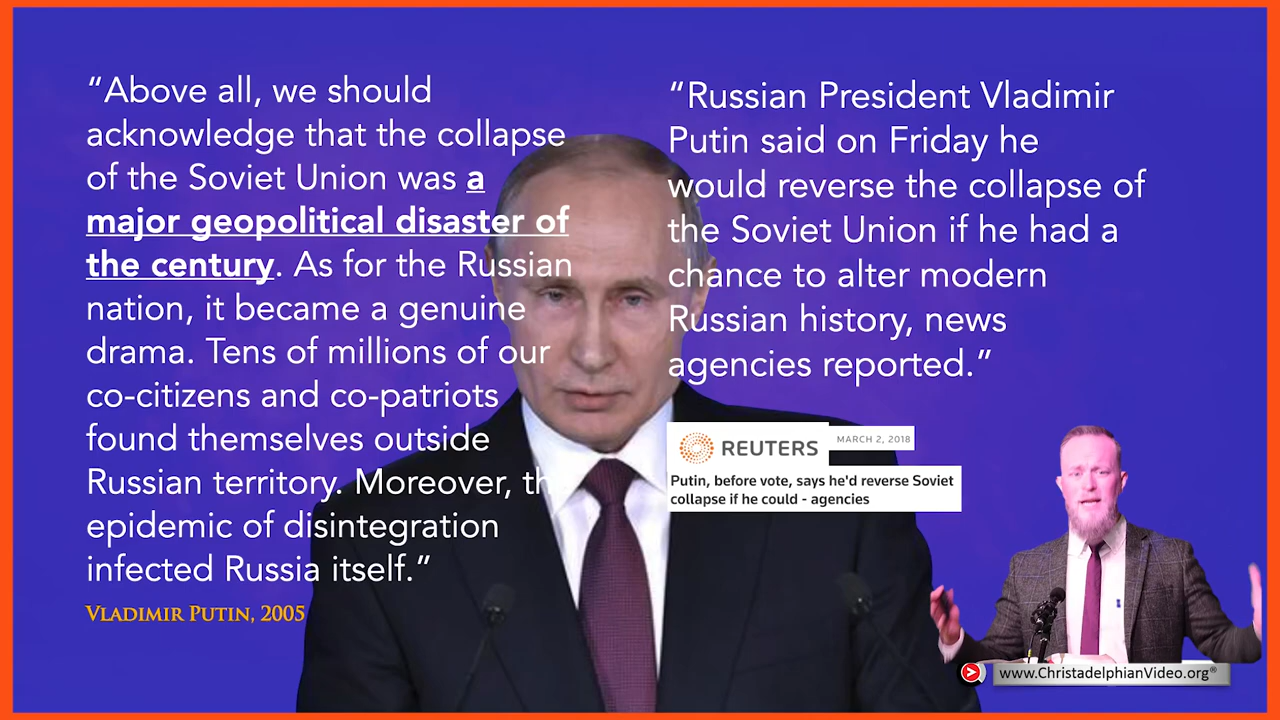 “Above all, we should
acknowledge that the collapse
of the Soviet Union was a
major geopolitical disaster of
the century. As for the Russian
nation, it became a genuine
drama. Tens of millions of our
co-citizens and co-patriots
found themselves outside
Russian territory. Moreover, th
epidemic of disintegration
infected Russia itself.”
VLADIMIR PUTIN, 2005
“Russian President Vladimir
Putin said on Friday he
would reverse the collapse of
the Soviet Union if he had a
chance to alter modern
Russian history, news
agencies reported.”
REUTERS MARCH 2, 2018
Putin, before vote, says he'd reverse Soviet
collapse if he could - agencies
www.ChristadelphianVideo.org®